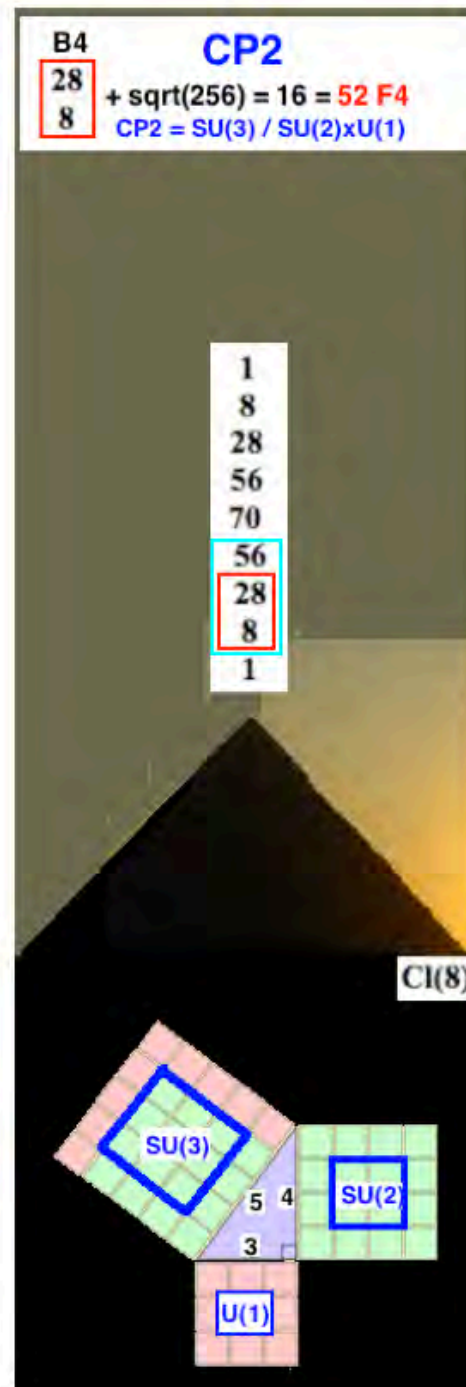 B4
CP2
28
8
+ sqrt(256) = 16 = 52 F4
CP2 = SU(3) / SU(2)xU(1)
1
8
28
56
70
56
28
8
1
Cl(8)
SU(3)
5
4
SU(2)
3
U(1)